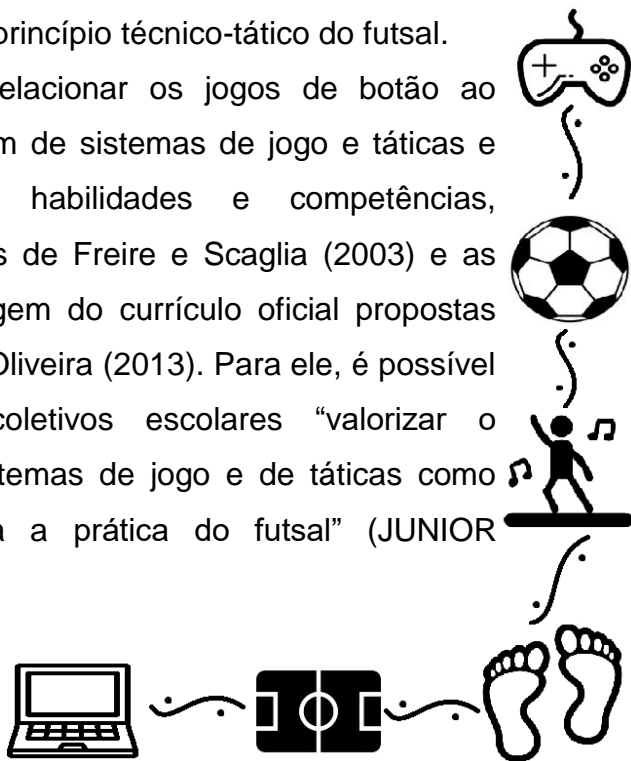 princípio técnico-tático do futsal.
elacionar os jogos de botão ao
m de sistemas de jogo e táticas e
habilidades e competências,
s de Freire e Scaglia (2003) e as
gem do currículo oficial propostas
Oliveira (2013). Para ele, é possível
coletivos escolares “valorizar o
temas de jogo e de táticas como
a a prática do futsal” (JUNIOR